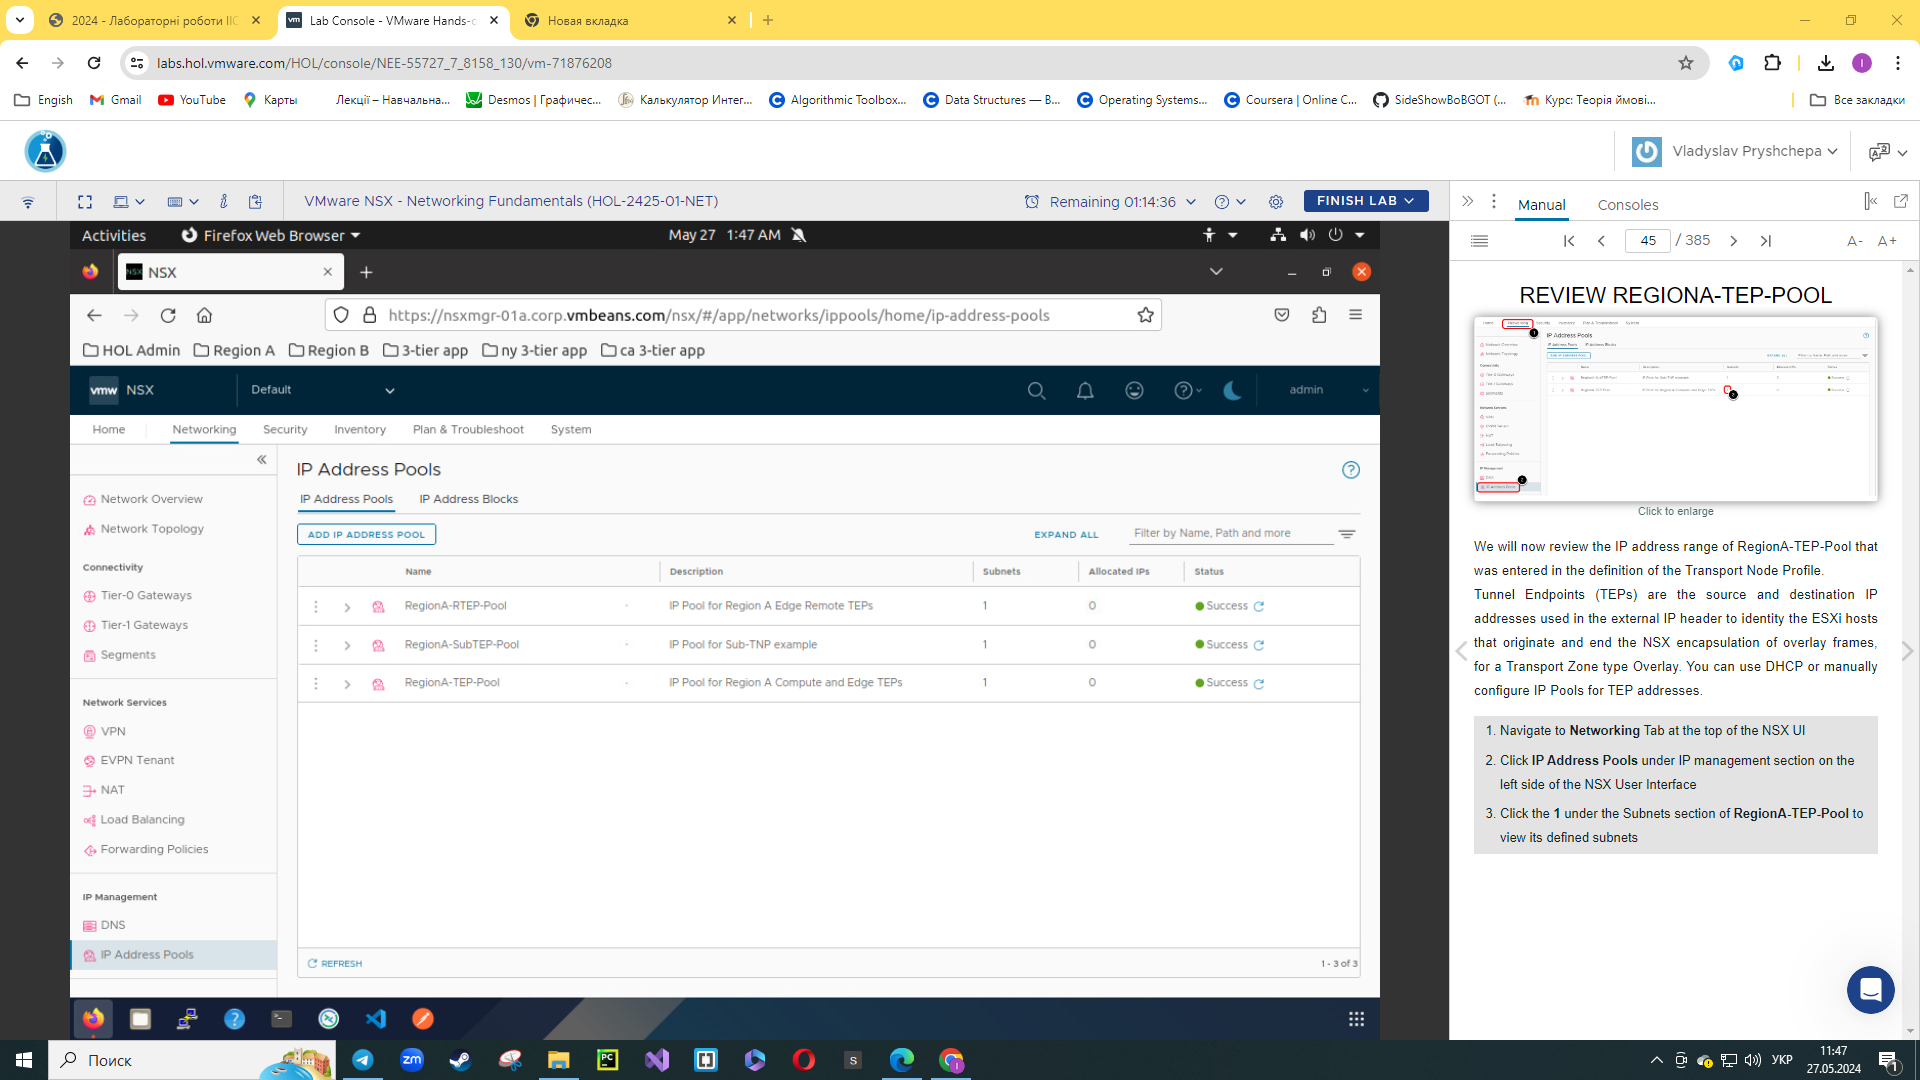 2024 - Лабораторні роботи ІІС
Lab Console - VMware Hands-o
Новая вкладка
labs.hol.vmware.com/HOL/console/NEE-55727_7_8158_130/vm-71876208
Engish
Gmail
YouTube
Карты
Лекції – Навчальна...
Desmos | Графичес...
Калькулятор Интег...
Algorithmic Toolbox...
Data Structures — В...
Operating Systems...
Coursera | Online C...
SideShowBoBGOT (...
Курс: Теорія ймові...
Все закладки
Vladyslav Pryshchepa
VMware NSX - Networking Fundamentals (HOL-2425-01-NET)
Remaining 01:14:36
FINISH LAB
Manual
Consoles
45 / 385
A-
A+
Activities
Firefox Web Browser
May 27 1:47 AM
NSX
https://nsxmgr-01a.corp.vmbeans.com/nsx/#/app/networks/ippools/home/ip-address-pools
HOL Admin
Region A
Region B
3-tier app
ny 3-tier app
ca 3-tier app
vmw NSX
Default
admin
Home
Networking
Security
Inventory
Plan & Troubleshoot
System
Network Overview
Network Topology
Connectivity
Tier-0 Gateways
Tier-1 Gateways
Segments
Network Services
VPN
EVPN Tenant
NAT
Load Balancing
Forwarding Policies
IP Management
DNS
IP Address Pools
IP Address Pools
IP Address Pools
IP Address Blocks
ADD IP ADDRESS POOL
EXPAND ALL
Filter by Name, Path and more
Name Description Subnets Allocated IPs Status
RegionA-RTEP-Pool IP Pool for Region A Edge Remote TEPs 1 0 Success
RegionA-SubTEP-Pool IP Pool for Sub-TNP example 1 0 Success
RegionA-TEP-Pool IP Pool for Region A Compute and Edge TEPs 1 0 Success
REFRESH
1 - 3 of 3
REVIEW REGIONA-TEP-POOL
Click to enlarge
We will now review the IP address range of RegionA-TEP-Pool that
was entered in the definition of the Transport Node Profile.
Tunnel Endpoints (TEPs) are the source and destination IP
addresses used in the external IP header to identify the ESXi hosts
that originate and end the NSX encapsulation of overlay frames,
for a Transport Zone type Overlay. You can use DHCP or manually
configure IP Pools for TEP addresses.
1. Navigate to Networking Tab at the top of the NSX UI
2. Click IP Address Pools under IP management section on the
left side of the NSX User Interface
3. Click the 1 under the Subnets section of RegionA-TEP-Pool to
view its defined subnets
Поиск
УКР
11:47
27.05.2024